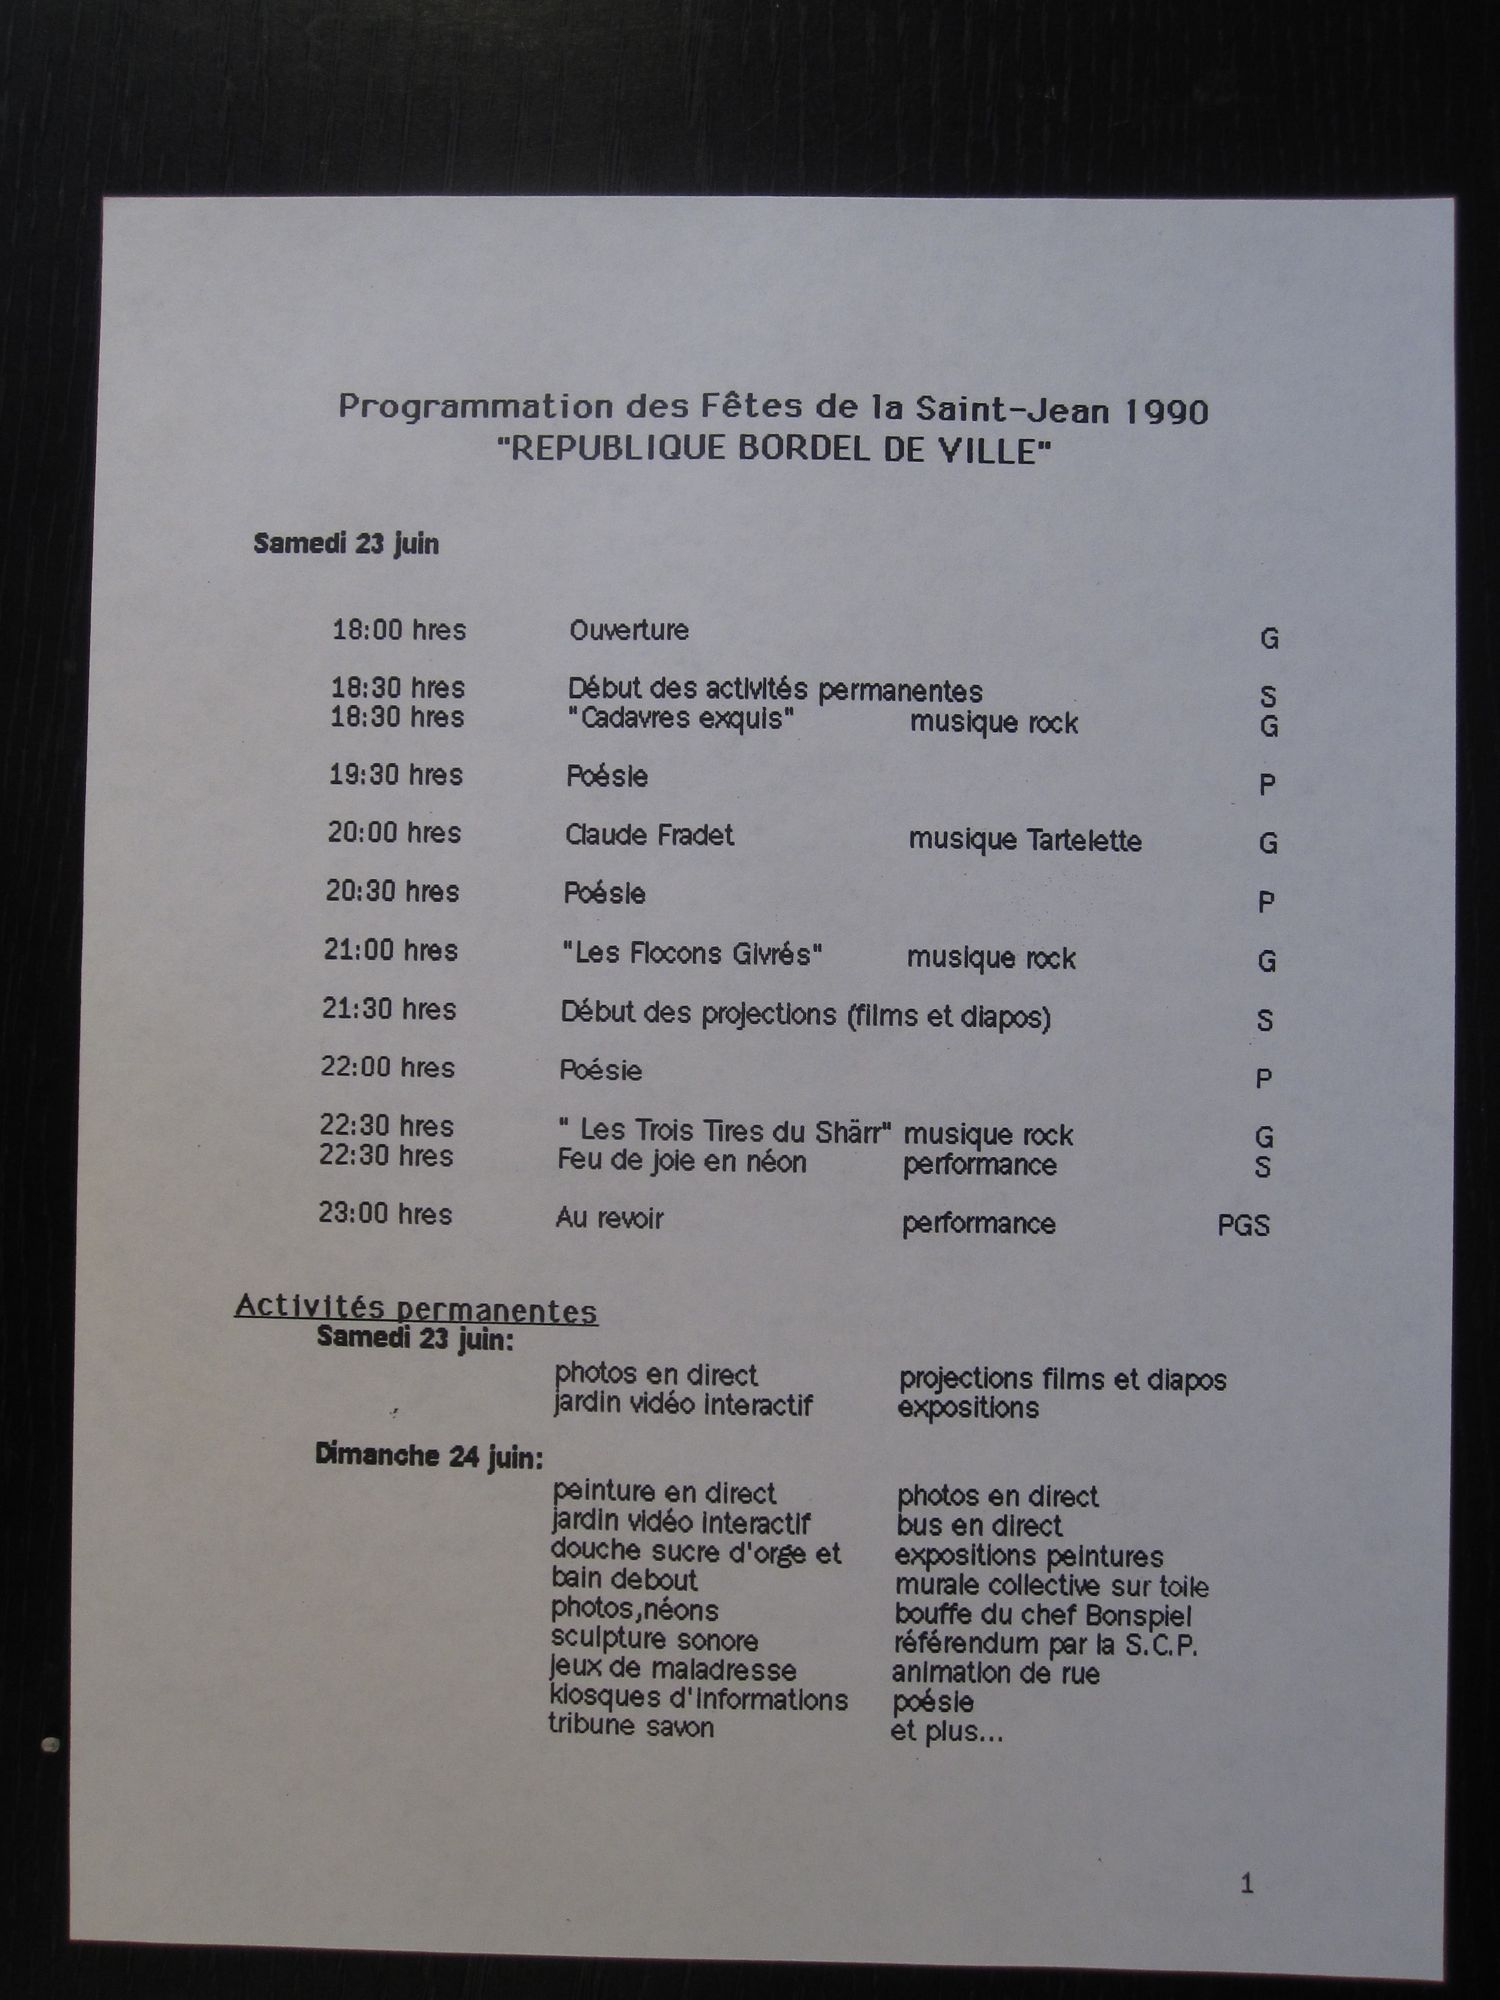 Programmation des Fêtes de la Saint-Jean 1990
"REPUBLIQUE BORDEL DE VILLE"
Samedi 23 juin
18:00 hres Ouverture G
18:30 hres Début des activités permanentes S
18:30 hres "Cadavres exquis" musique rock G
19:30 hres Poésie P
20:00 hres Claude Fradet musique Tartelette G
20:30 hres Poésie P
21:00 hres "Les Flocons Givrés" musique rock G
21:30 hres Début des projections (films et diapos) S
22:00 hres Poésie P
22:30 hres " Les Trois Tires du Shärr" musique rock G
22:30 hres Feu de joie en néon performance S
23:00 hres Au revoir performance PGS
Activités permanentes
Samedi 23 juin:
photos en direct projections films et diapos
jardin vidéo interactif expositions
Dimanche 24 juin:
peinture en direct photos en direct
jardin vidéo interactif bus en direct
douche sucre d'orge et expositions peintures
bain debout murale collective sur toile
photos,néons bouffe du chef Bonspiel
sculpture sonore référendum par la S.C.P.
jeux de maladresse animation de rue
kiosques d'informations poésie
tribune savon et plus...
1